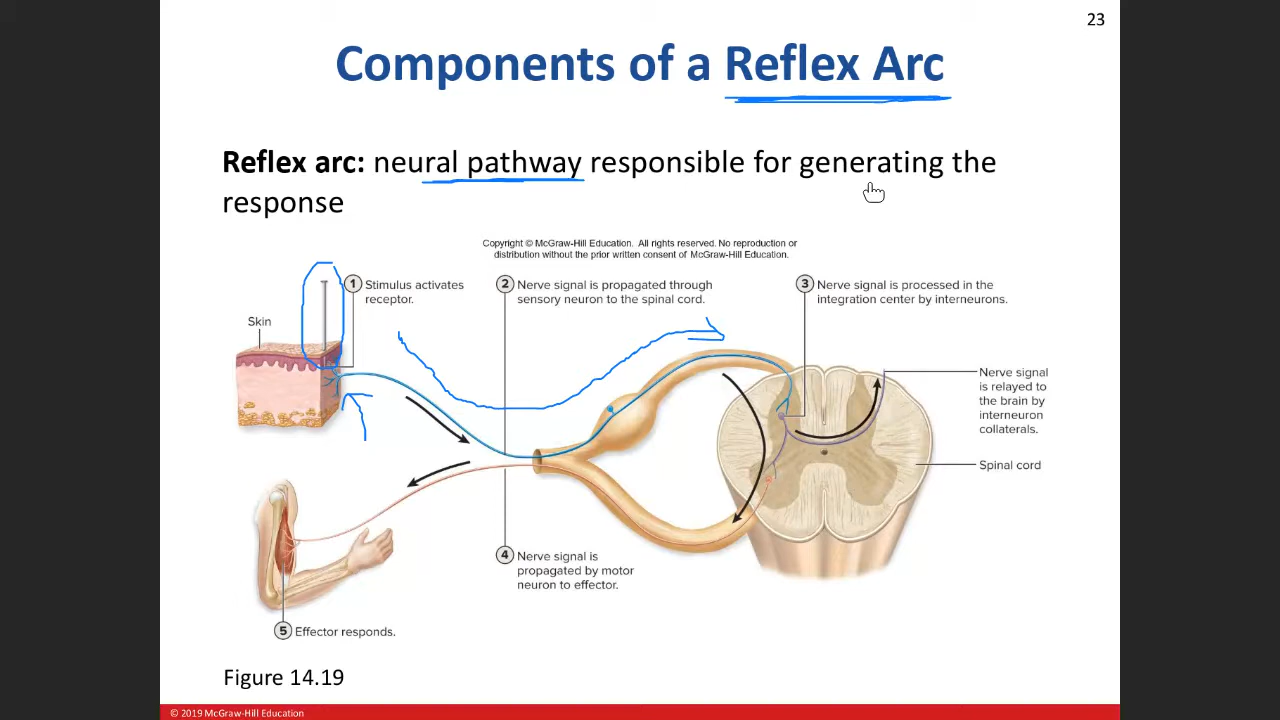 23
Components of a Reflex Arc
Reflex arc: neural pathway responsible for generating the
response
Copyright © McGraw-Hill Education. All rights reserved. No reproduction or
distribution without the prior written consent of McGraw-Hill Education.
1 Stimulus activates
receptor.
2 Nerve signal is propagated through
sensory neuron to the spinal cord.
3 Nerve signal is processed in the
integration center by interneurons.
Skin
Nerve signal
is relayed to
the brain by
interneuron
collaterals.
Spinal cord
4 Nerve signal is
propagated by motor
neuron to effector.
5 Effector responds.
Figure 14.19
© 2019 McGraw-Hill Education